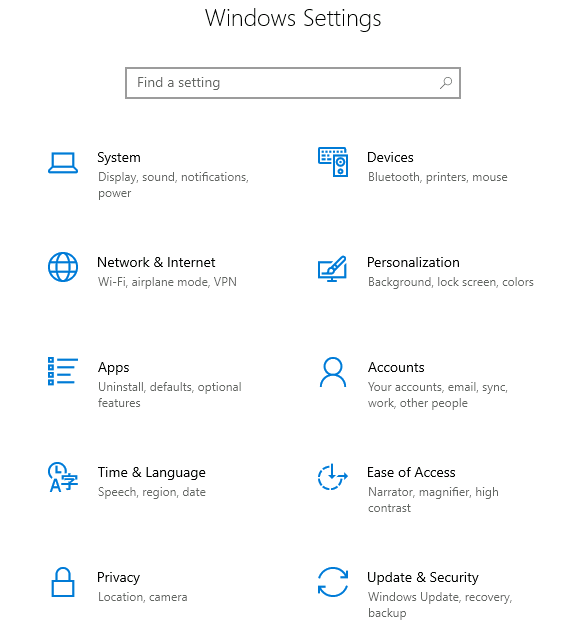 Windows Settings
Find a setting
System
Display, sound, notifications,
power
Devices
Bluetooth, printers, mouse
Network & Internet
Wi-Fi, airplane mode, VPN
Personalization
Background, lock screen, colors
Apps
Uninstall, defaults, optional
features
Accounts
Your accounts, email, sync,
work, other people
Time & Language
Speech, region, date
Ease of Access
Narrator, magnifier, high
contrast
Privacy
Location, camera
Update & Security
Windows Update, recovery,
backup